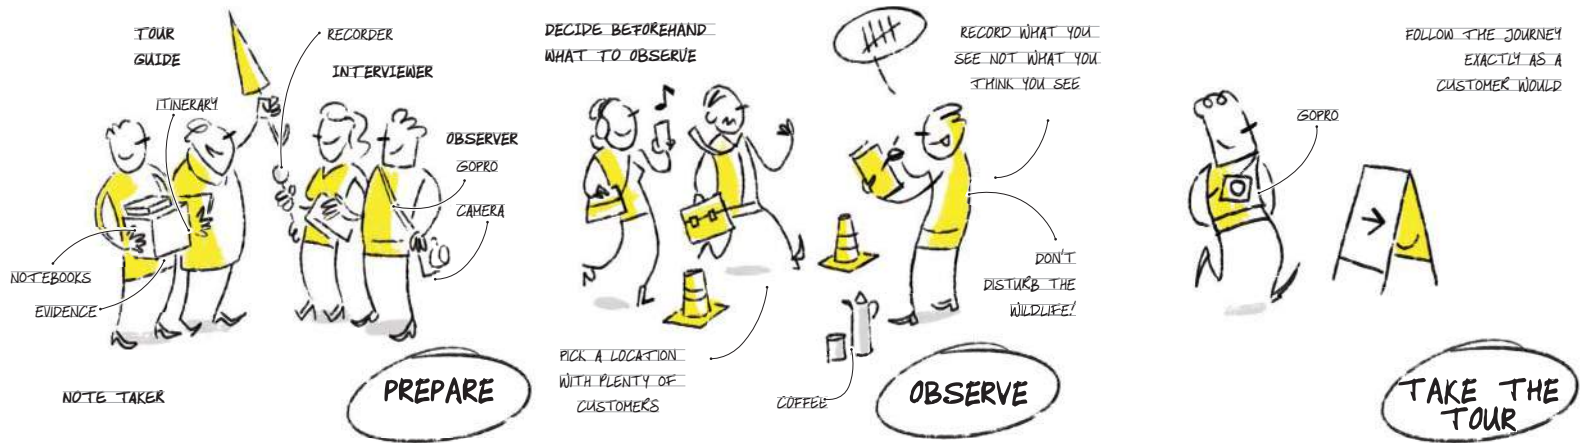 TOUR
GUIDE
RECORDER
INTERVIEWER
ITINERARY
OBSERVER
GOPRO
CAMERA
NOTEBOOKS
EVIDENCE
NOTE TAKER
PREPARE
DECIDE BEFOREHAND
WHAT TO OBSERVE
RECORD WHAT YOU
SEE NOT WHAT YOU
THINK YOU SEE
DON'T
DISTURB THE
WILDLIFE!
PICK A LOCATION
WITH PLENTY OF
CUSTOMERS
COFFEE
OBSERVE
FOLLOW THE JOURNEY
EXACTLY AS A
CUSTOMER WOULD
GOPRO
TAKE THE
TOUR